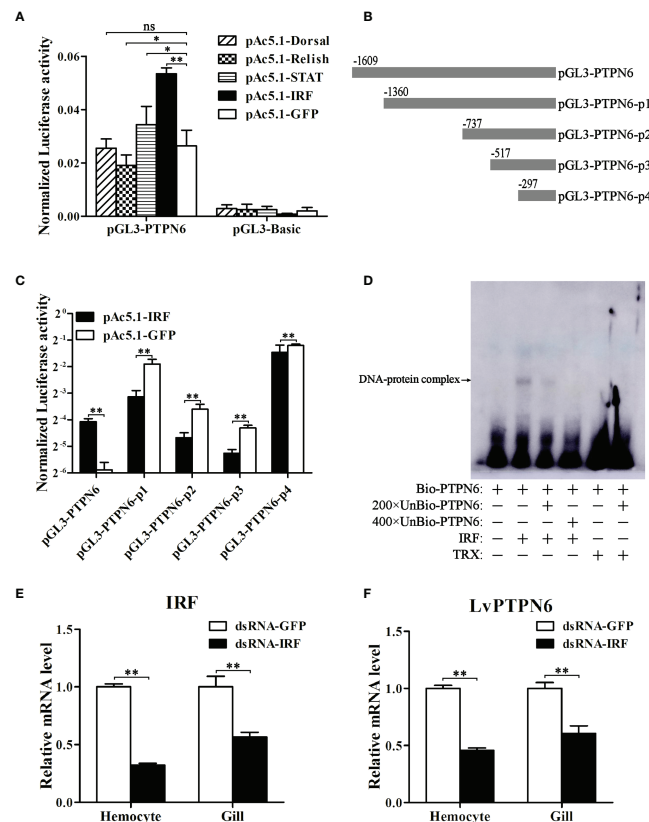 A
Normalized Luciferase activity
0.06
0.04
0.02
0.00
ns
*
*
**
pAc5.1-Dorsal
pAc5.1-Relish
pAc5.1-STAT
pAc5.1-IRF
pAc5.1-GFP
pGL3-PTPN6
pGL3-Basic
B
-1609
pGL3-PTPN6
-1360
pGL3-PTPN6-p1
-737
pGL3-PTPN6-p2
-517
pGL3-PTPN6-p3
-297
pGL3-PTPN6-p4
C
Normalized Luciferase activity
2⁰
2⁻¹
2⁻²
2⁻³
2⁻⁴
2⁻⁵
2⁻⁶
pAc5.1-IRF
pAc5.1-GFP
**
**
**
**
**
pGL3-PTPN6
pGL3-PTPN6-p1
pGL3-PTPN6-p2
pGL3-PTPN6-p3
pGL3-PTPN6-p4
D
DNA-protein complex
Bio-PTPN6: + + + + + +
200×UnBio-PTPN6: − − + − − +
400×UnBio-PTPN6: − − − + − −
IRF: − + + + − −
TRX: − − − − + +
E
IRF
Relative mRNA level
1.5
1.0
0.5
0.0
dsRNA-GFP
dsRNA-IRF
**
**
Hemocyte
Gill
F
LvPTPN6
Relative mRNA level
1.5
1.0
0.5
0.0
dsRNA-GFP
dsRNA-IRF
**
**
Hemocyte
Gill